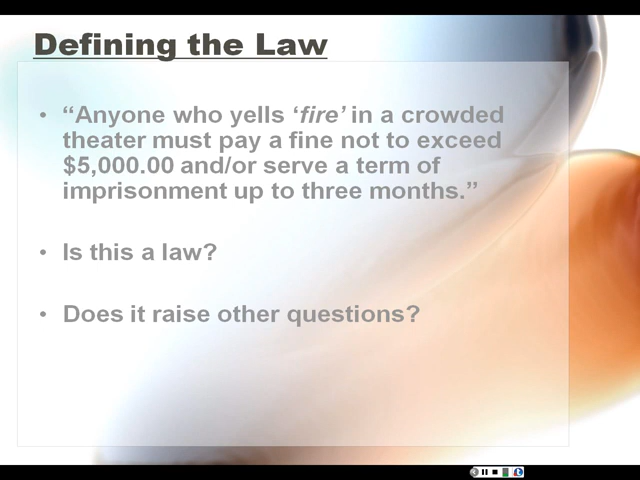 Defining the Law
• “Anyone who yells ‘fire’ in a crowded
theater must pay a fine not to exceed
$5,000.00 and/or serve a term of
imprisonment up to three months.”
• Is this a law?
• Does it raise other questions?